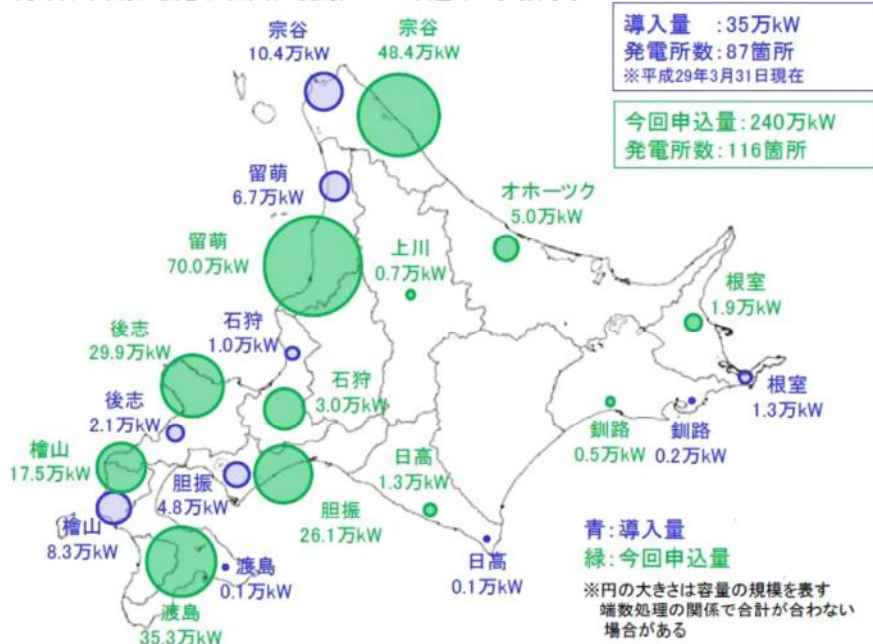 宗谷
10.4万kW
宗谷
48.4万kW
導入量 :35万kW
発電所数:87箇所
※平成29年3月31日現在
今回申込量:240万kW
発電所数:116箇所
留萌
6.7万kW
オホーツク
5.0万kW
留萌
70.0万kW
上川
0.7万kW
根室
1.9万kW
石狩
1.0万kW
後志
29.9万kW
石狩
3.0万kW
根室
1.3万kW
後志
2.1万kW
釧路
0.5万kW
釧路
0.2万kW
檜山
17.5万kW
胆振
4.8万kW
日高
1.3万kW
胆振
26.1万kW
檜山
8.3万kW
日高
0.1万kW
渡島
0.1万kW
渡島
35.3万kW
青:導入量
緑:今回申込量
※円の大きさは容量の規模を表す
端数処理の関係で合計が合わない
場合がある